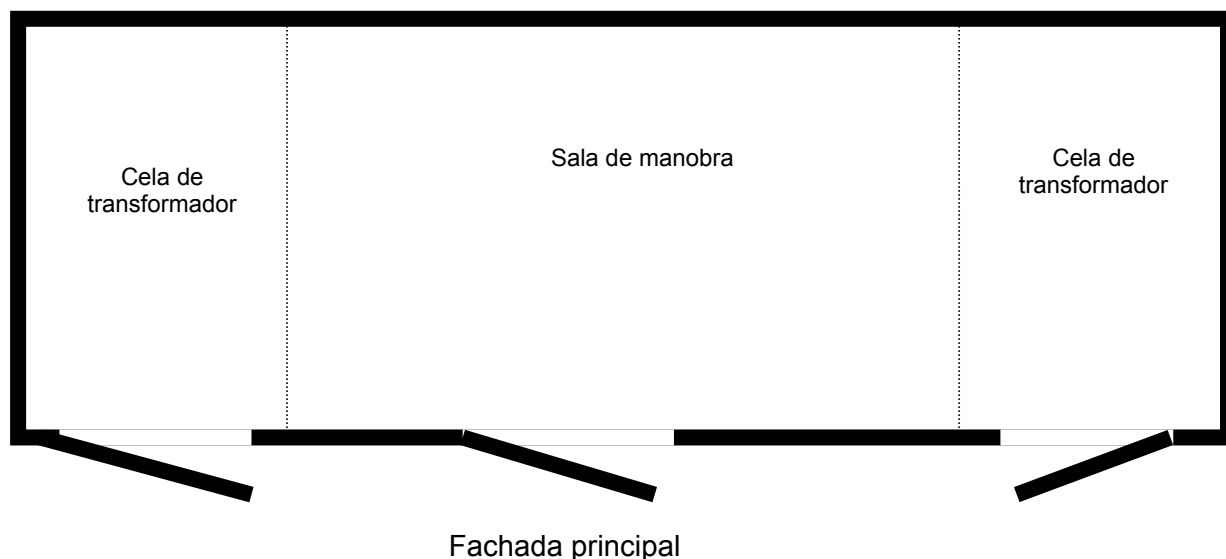 Cela de
transformador
Sala de manobra
Cela de
transformador
Fachada principal